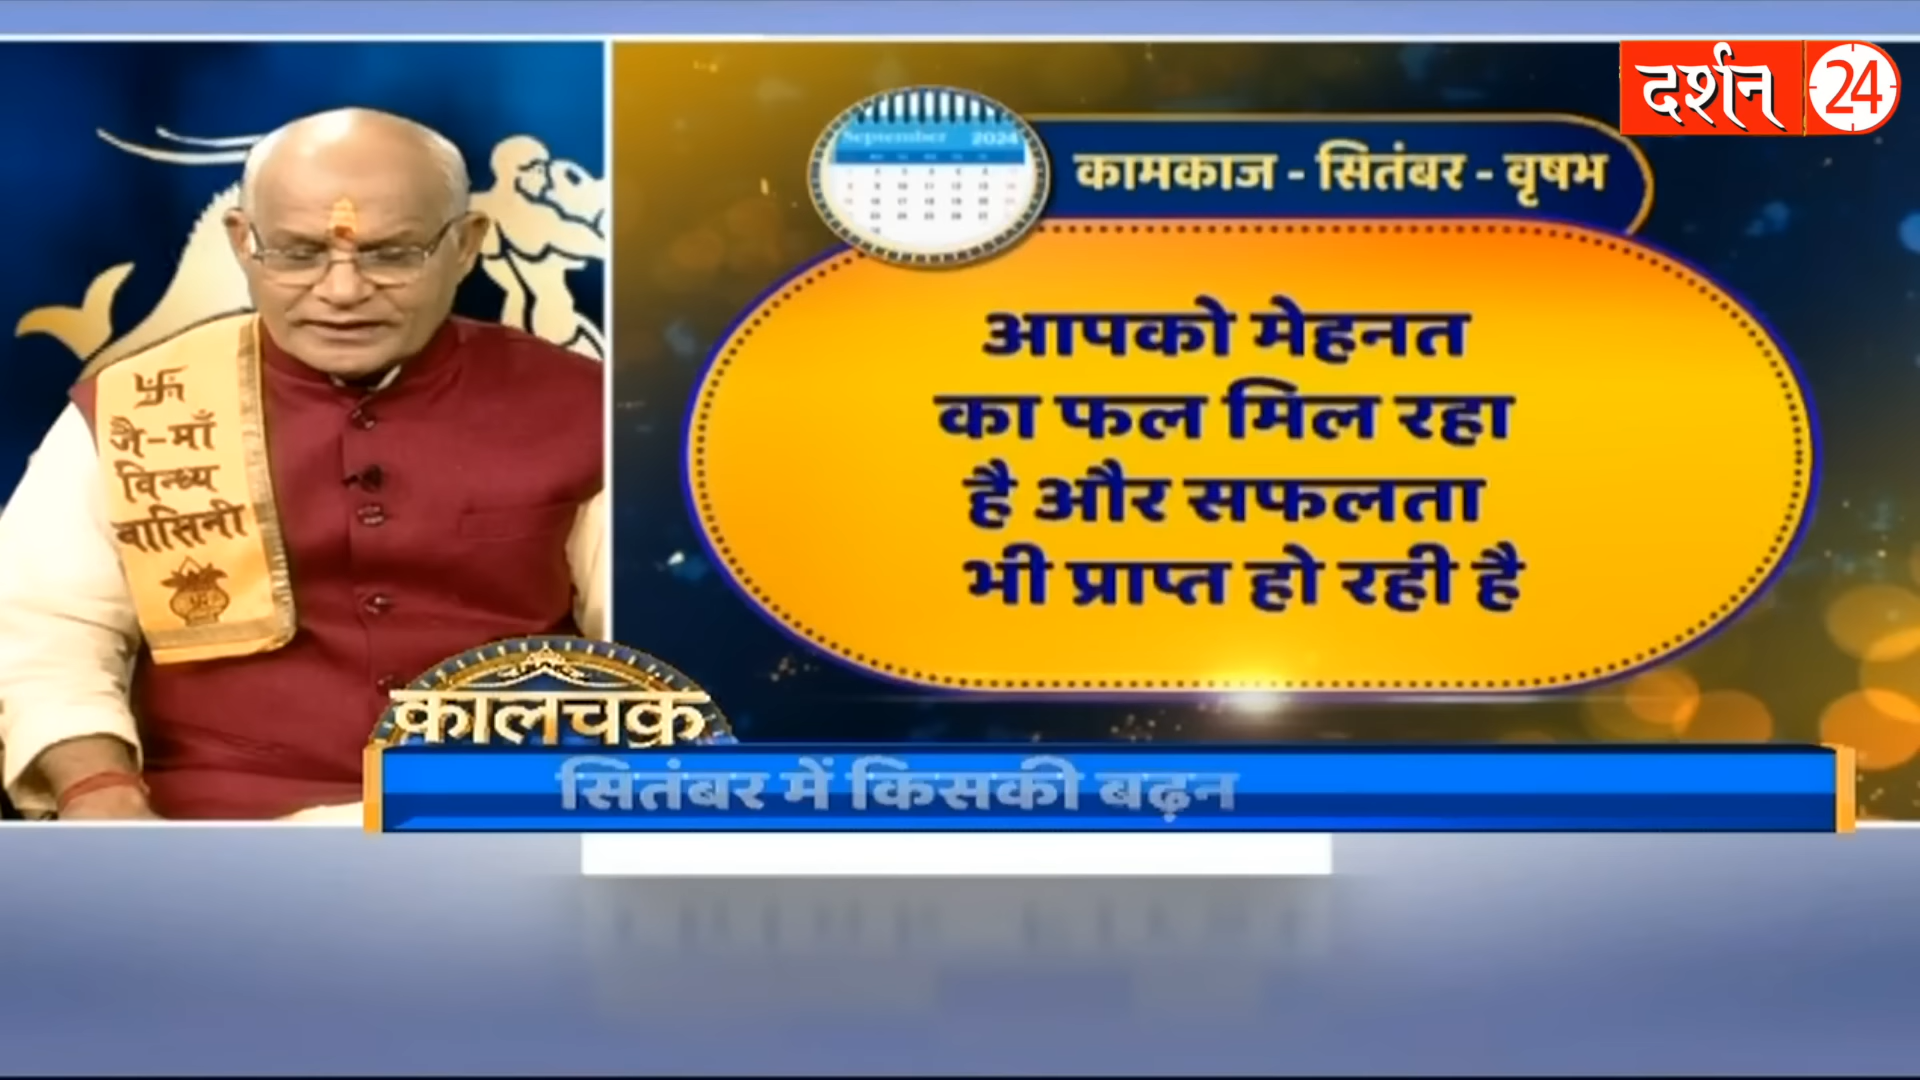 दर्शन 24
September 2024
कामकाज - सितंबर - वृषभ
आपको मेहनत
का फल मिल रहा
है और सफलता
भी प्राप्त हो रही है
जै-माँ
विन्ध्य
वासिनी
कालचक्र
सितंबर में किसकी बढ़न